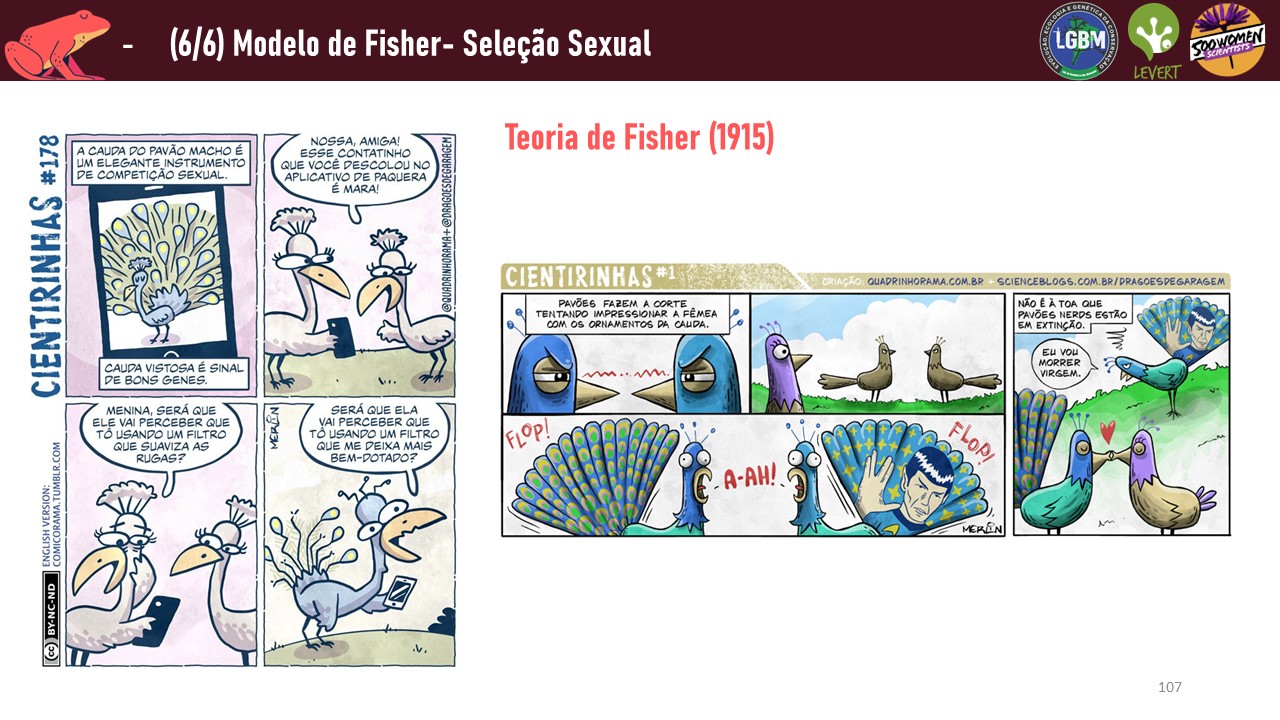 - (6/6) Modelo de Fisher- Seleção Sexual
LGBM
LEVERT
500 WOMEN
SCIENTISTS
Teoria de Fisher (1915)
CIENTIRINHAS #178
A CAUDA DO PAVÃO MACHO É
UM ELEGANTE INSTRUMENTO
DE COMPETIÇÃO SEXUAL.
CAUDA VISTOSA É SINAL
DE BONS GENES.
NOSSA, AMIGA!
ESSE CONTATINHO
QUE VOCÊ DESCOLOU NO
APLICATIVO DE PAQUERA
É MARA!
@QUADRINHORAMA+@DRAGOESDEGARAGEM
MENINA, SERÁ QUE
ELE VAI PERCEBER QUE
TÔ USANDO UM FILTRO
QUE SUAVIZA AS
RUGAS?
MERLIN
SERÁ QUE ELA
VAI PERCEBER QUE
TÔ USANDO UM FILTRO
QUE ME DEIXA MAIS
BEM-DOTADO?
ENGLISH VERSION:
COMICORAMA.TUMBLR.COM
cc BY-NC-ND
CIENTIRINHAS #1
CRIAÇÃO: QUADRINHORAMA.COM.BR + SCIENCEBLOGS.COM.BR/DRAGOESDEGARAGEM
PAVÕES FAZEM A CORTE
TENTANDO IMPRESSIONAR A FÊMEA
COM OS ORNAMENTOS DA CAUDA.
FLOP!
A-AH!
FLOP!
MERLIN
NÃO É À TOA QUE
PAVÕES NERDS ESTÃO
EM EXTINÇÃO.
EU VOU
MORRER
VIRGEM.
107